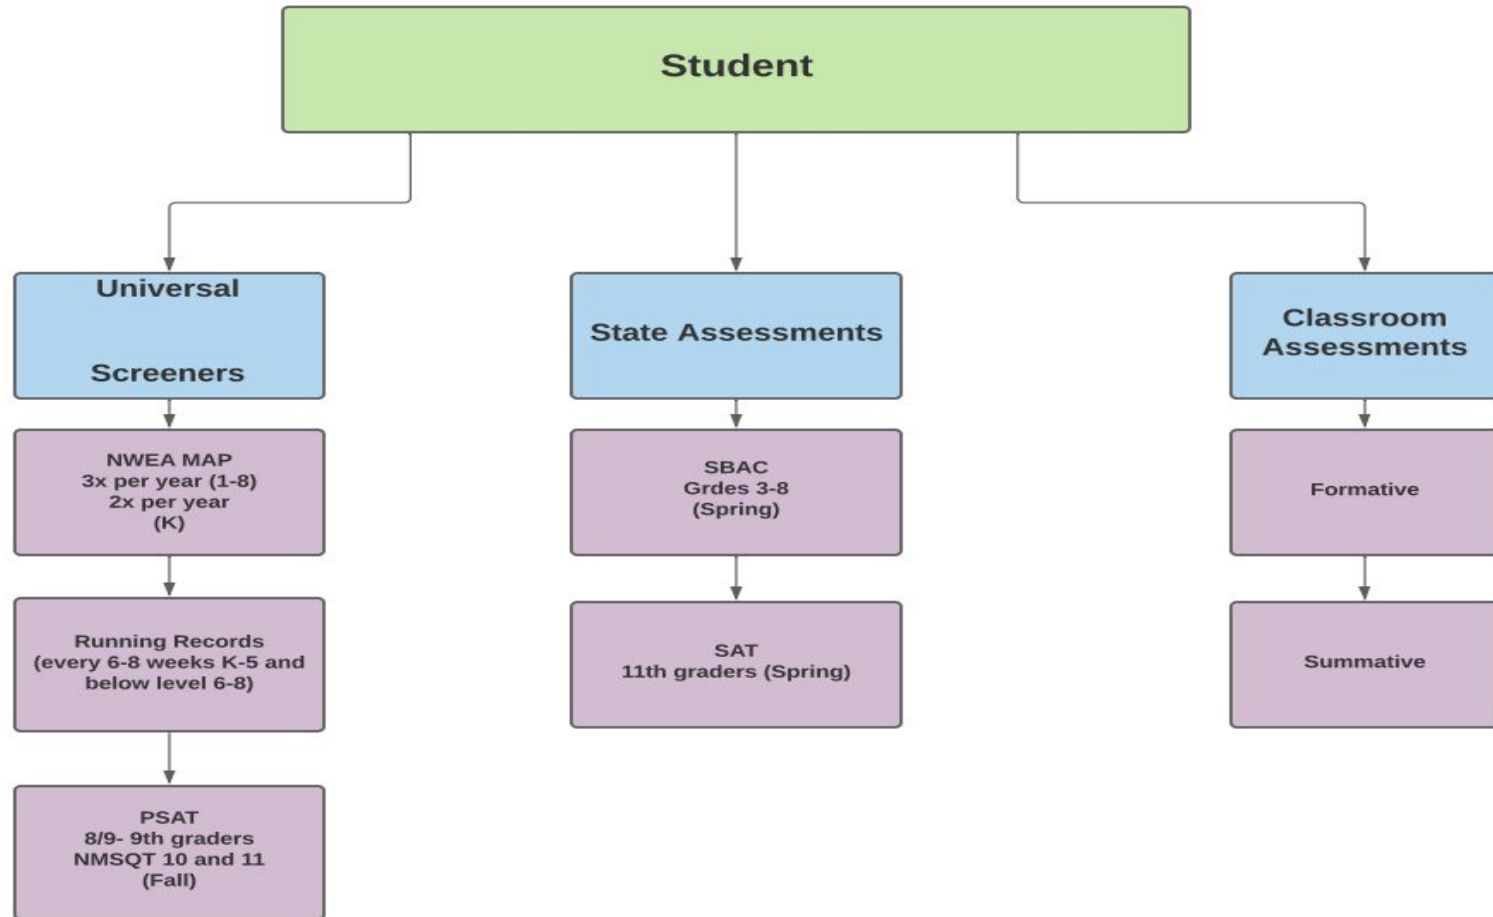 Student
Universal
Screeners
NWEA MAP
3x per year (1-8)
2x per year
(K)
Running Records
(every 6-8 weeks K-5 and
below level 6-8)
PSAT
8/9- 9th graders
NMSQT 10 and 11
(Fall)
State Assessments
SBAC
Grdes 3-8
(Spring)
SAT
11th graders (Spring)
Classroom
Assessments
Formative
Summative